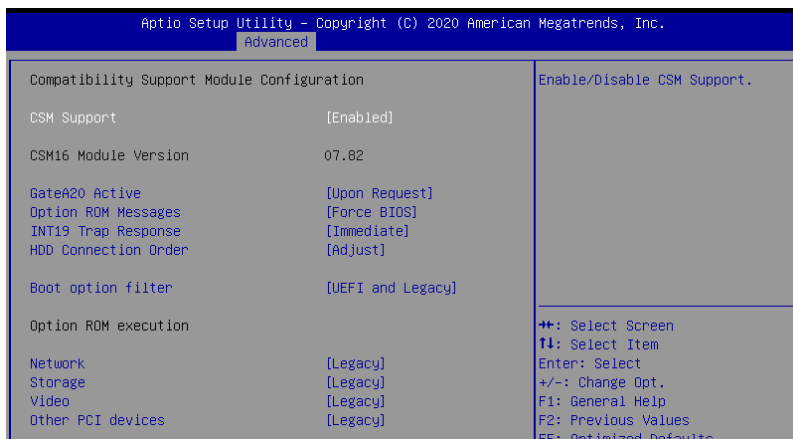 Aptio Setup Utility – Copyright (C) 2020 American Megatrends, Inc.
Advanced
Compatibility Support Module Configuration
CSM Support [Enabled]
CSM16 Module Version 07.82
GateA20 Active [Upon Request]
Option ROM Messages [Force BIOS]
INT19 Trap Response [Immediate]
HDD Connection Order [Adjust]
Boot option filter [UEFI and Legacy]
Option ROM execution
Network [Legacy]
Storage [Legacy]
Video [Legacy]
Other PCI devices [Legacy]
Enable/Disable CSM Support.
→←: Select Screen
↑↓: Select Item
Enter: Select
+/-: Change Opt.
F1: General Help
F2: Previous Values
F5: Optimized Defaults